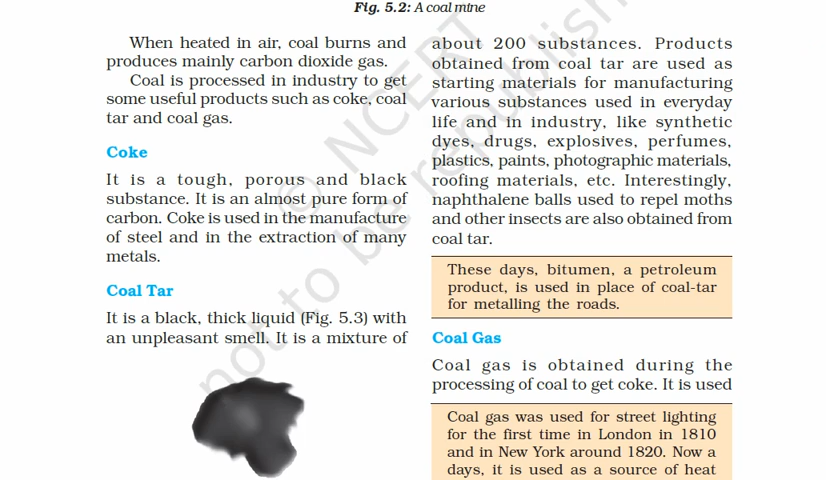 Fig. 5.2: A coal mine
When heated in air, coal burns and
produces mainly carbon dioxide gas.
Coal is processed in industry to get
some useful products such as coke, coal
tar and coal gas.
Coke
It is a tough, porous and black
substance. It is an almost pure form of
carbon. Coke is used in the manufacture
of steel and in the extraction of many
metals.
Coal Tar
It is a black, thick liquid (Fig. 5.3) with
an unpleasant smell. It is a mixture of
about 200 substances. Products
obtained from coal tar are used as
starting materials for manufacturing
various substances used in everyday
life and in industry, like synthetic
dyes, drugs, explosives, perfumes,
plastics, paints, photographic materials,
roofing materials, etc. Interestingly,
naphthalene balls used to repel moths
and other insects are also obtained from
coal tar.
These days, bitumen, a petroleum
product, is used in place of coal-tar
for metalling the roads.
Coal Gas
Coal gas is obtained during the
processing of coal to get coke. It is used
Coal gas was used for street lighting
for the first time in London in 1810
and in New York around 1820. Now a
days, it is used as a source of heat
© NCERT
not to be republish